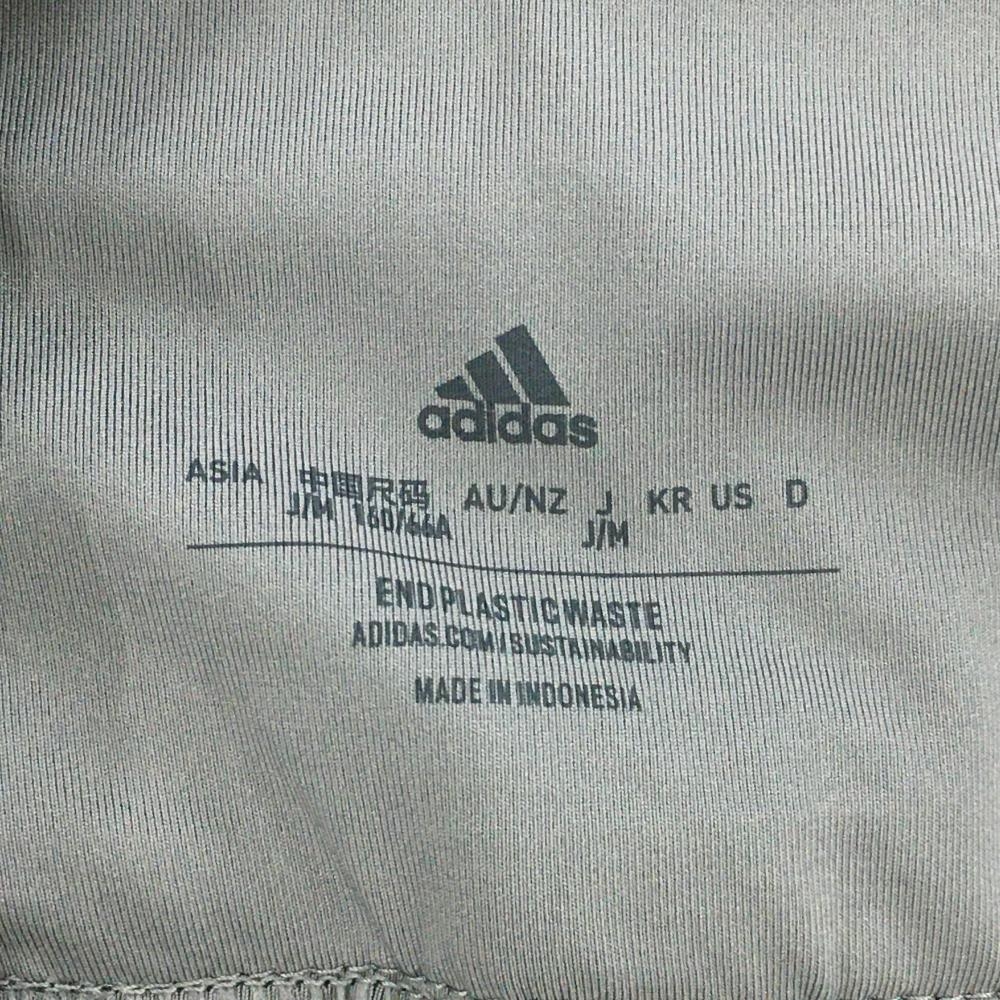 adidas
ASIA 中国尺码 AU/NZ J KR US D
J/M 160/66A J/M
END PLASTIC WASTE
ADIDAS.COM/SUSTAINABILITY
MADE IN INDONESIA